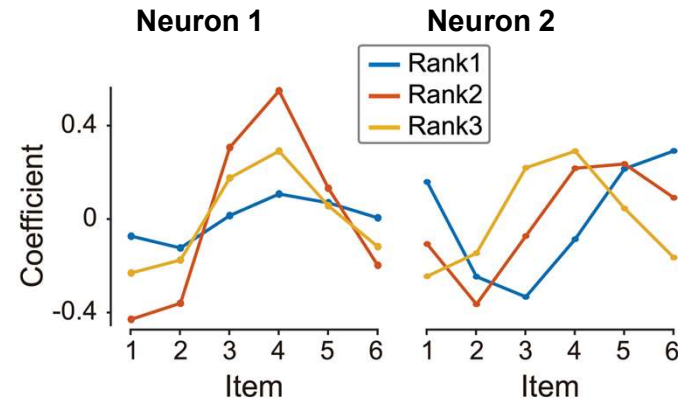 Neuron 1
Neuron 2
Rank1
Rank2
Rank3
Coefficient
0.4
0
-0.4
1 2 3 4 5 6
1 2 3 4 5 6
Item
Item